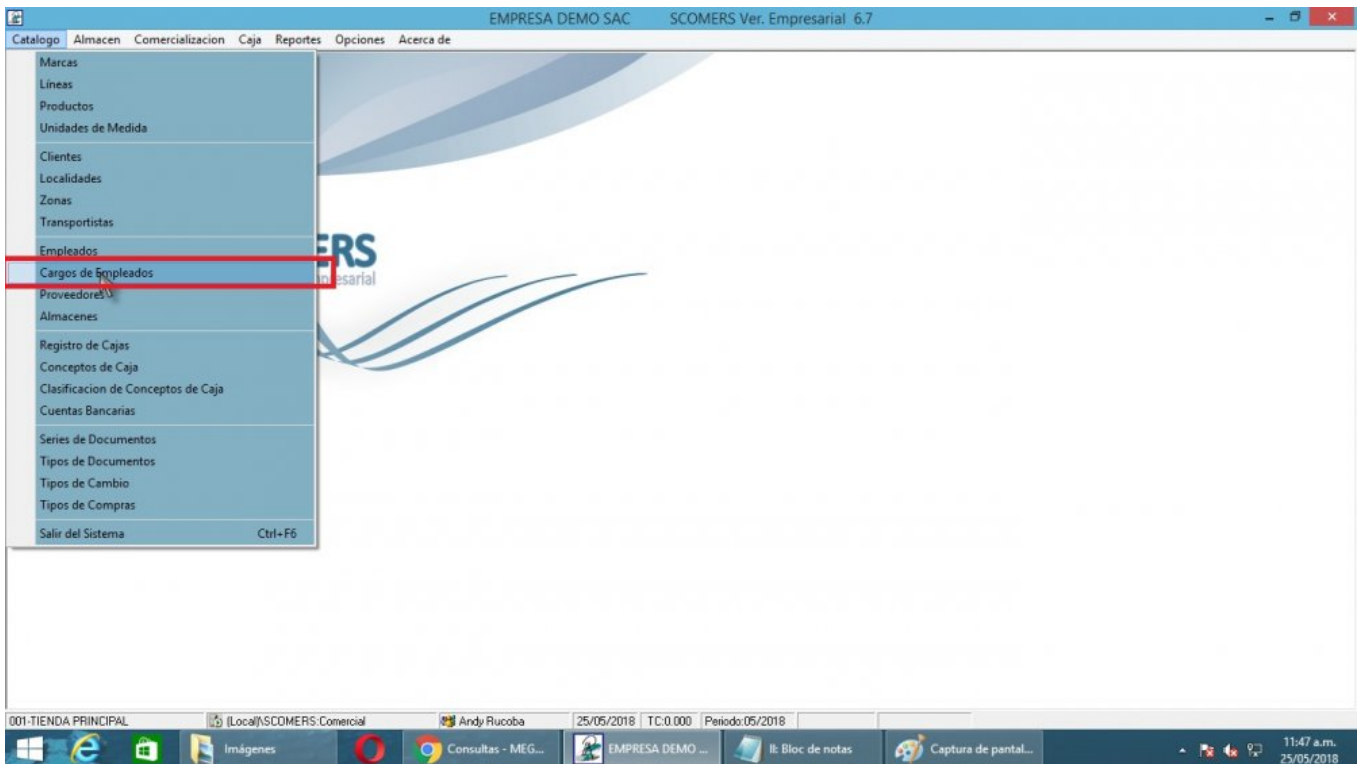 EMPRESA DEMO SAC SCOMERS Ver. Empresarial 6.7
Catalogo Almacen Comercializacion Caja Reportes Opciones Acerca de
Marcas
Líneas
Productos
Unidades de Medida
Clientes
Localidades
Zonas
Transportistas
Empleados
ERS
Cargos de Empleados
presarial
Proveedores
Almacenes
Registro de Cajas
Conceptos de Caja
Clasificacion de Conceptos de Caja
Cuentas Bancarias
Series de Documentos
Tipos de Documentos
Tipos de Cambio
Tipos de Compras
Salir del Sistema Ctrl+F6
001-TIENDA PRINCIPAL (Local)\SCOMERS:Comercial Andy Rucoba 25/05/2018 TC:0.000 Periodo:05/2018
Imágenes Consultas - MEG... EMPRESA DEMO ... Bloc de notas Captura de pantal... 11:47 a.m.
25/05/2018